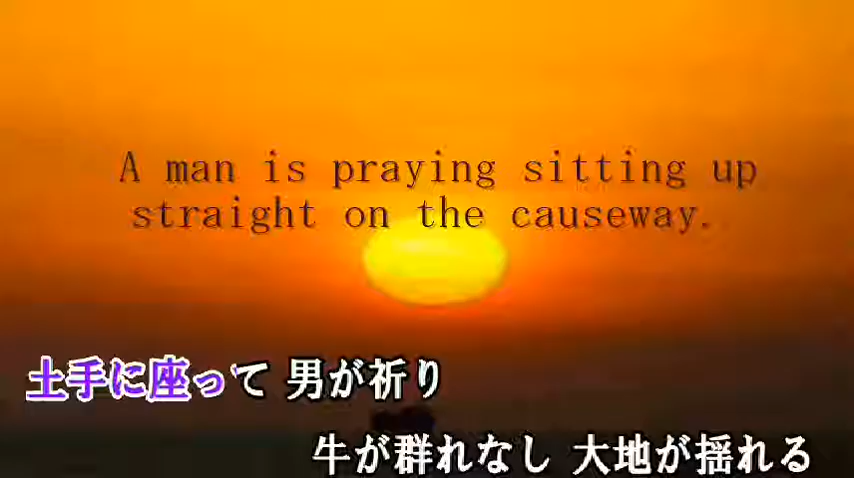 A man is praying sitting up
straight on the causeway.
土手に座って 男が祈り
牛が群れなし 大地が揺れる